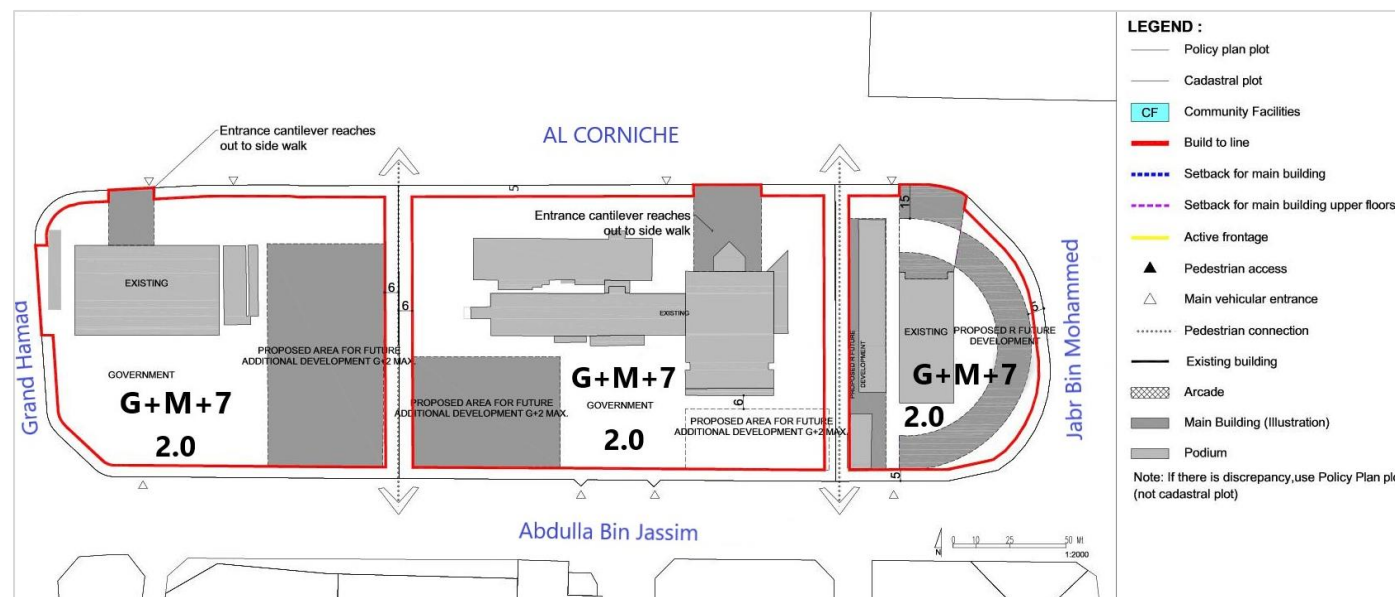 LEGEND :
Policy plan plot
Cadastral plot
CF Community Facilities
Build to line
Setback for main building
Setback for main building upper floors
Active frontage
Pedestrian access
Main vehicular entrance
Pedestrian connection
Existing building
Arcade
Main Building (Illustration)
Podium
Note: If there is discrepancy,use Policy Plan plo
(not cadastral plot)
Entrance cantilever reaches
out to side walk
AL CORNICHE
5
Entrance cantilever reaches
out to side walk
15
Grand Hamad
EXISTING
PROPOSED AREA FOR FUTURE
ADDITIONAL DEVELOPMENT G+2 MAX.
GOVERNMENT
G+M+7
2.0
6
6
EXISTING
PROPOSED AREA FOR FUTURE
ADDITIONAL DEVELOPMENT G+2 MAX.
G+M+7
GOVERNMENT
2.0
6
PROPOSED AREA FOR FUTURE
ADDITIONAL DEVELOPMENT G+2 MAX.
PROPOSED R FUTURE
DEVELOPMENT
EXISTING
PROPOSED R FUTURE
DEVELOPMENT
G+M+7
2.0
6
5
Jabr Bin Mohammed
Abdulla Bin Jassim
N
0 10 25 50 Mt
1:2000